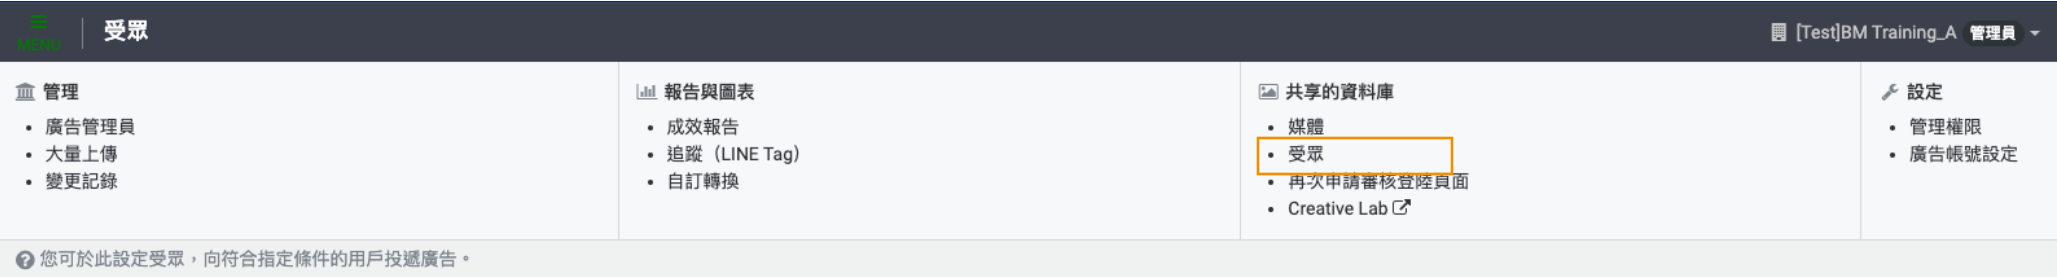 MENU
受眾
[Test]BM Training_A 管理員
管理
廣告管理員
大量上傳
變更記錄
報告與圖表
成效報告
追蹤（LINE Tag）
自訂轉換
共享的資料庫
媒體
受眾
再次申請審核登陸頁面
Creative Lab
設定
管理權限
廣告帳號設定
您可於此設定受眾，向符合指定條件的用戶投遞廣告。